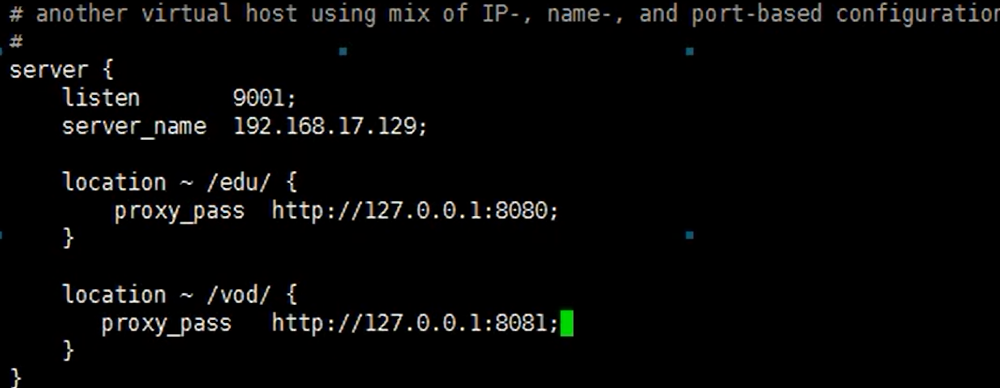 # another virtual host using mix of IP-, name-, and port-based configuration
#
server {
    listen       9001;
    server_name  192.168.17.129;

    location ~ /edu/ {
        proxy_pass  http://127.0.0.1:8080;
    }

    location ~ /vod/ {
       proxy_pass   http://127.0.0.1:8081;
    }
}